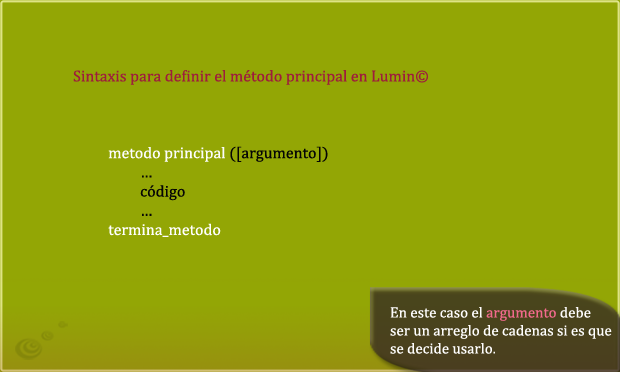 Sintaxis para definir el método principal en Lumin©
metodo principal ([argumento])
...
código
...
termina_metodo
En este caso el argumento debe
ser un arreglo de cadenas si es que
se decide usarlo.